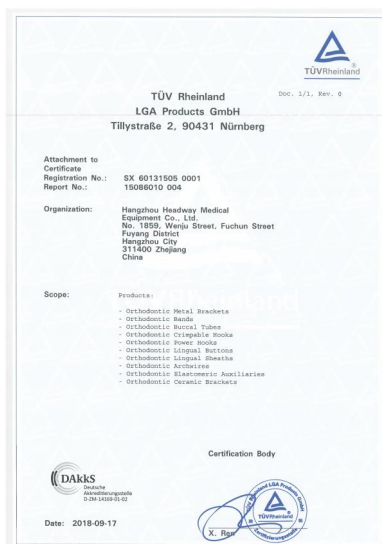 TÜVRheinland®
Doc. 1/1, Rev. 0
TÜV Rheinland
LGA Products GmbH
Tillystraße 2, 90431 Nürnberg
Attachment to
Certificate
Registration No.: SX 60131505 0001
Report No.: 15086010 004
Organization: Hangzhou Headway Medical
Equipment Co., Ltd.
No. 1859, Wenju Street, Fuchun Street
Fuyang District
Hangzhou City
311400 Zhejiang
China
Scope: Products:
- Orthodontic Metal Brackets
- Orthodontic Bands
- Orthodontic Buccal Tubes
- Orthodontic Crimpable Hooks
- Orthodontic Power Hooks
- Orthodontic Lingual Buttons
- Orthodontic Lingual Sheaths
- Orthodontic Archwires
- Orthodontic Elastomeric Auxiliaries
- Orthodontic Ceramic Brackets
Certification Body
DAkkS
Deutsche
Akkreditierungsstelle
D-ZM-14169-01-02
Date: 2018-09-17
X. Ren
TÜVRheinland
Zertifizierungsstelle